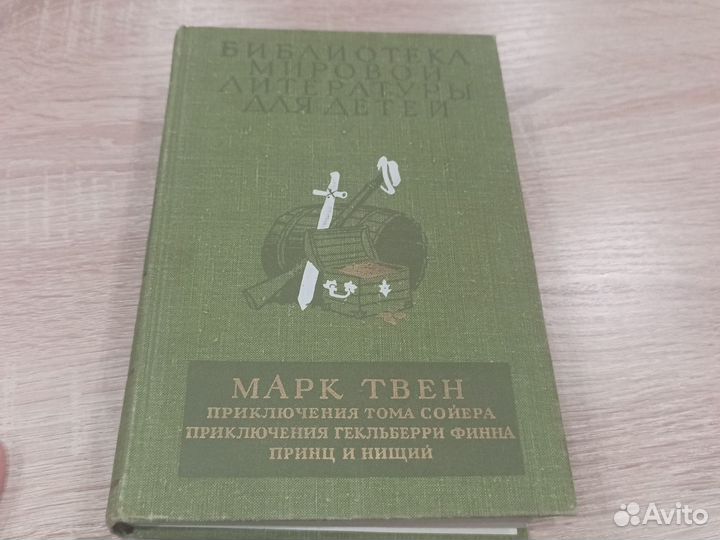 БИБЛИОТЕКА
МИРОВОЙ
ЛИТЕРАТУРЫ
ДЛЯ ДЕТЕЙ
МАРК ТВЕН
ПРИКЛЮЧЕНИЯ ТОМА СОЙЕРА
ПРИКЛЮЧЕНИЯ ГЕКЛЬБЕРРИ ФИННА
ПРИНЦ И НИЩИЙ
Avito